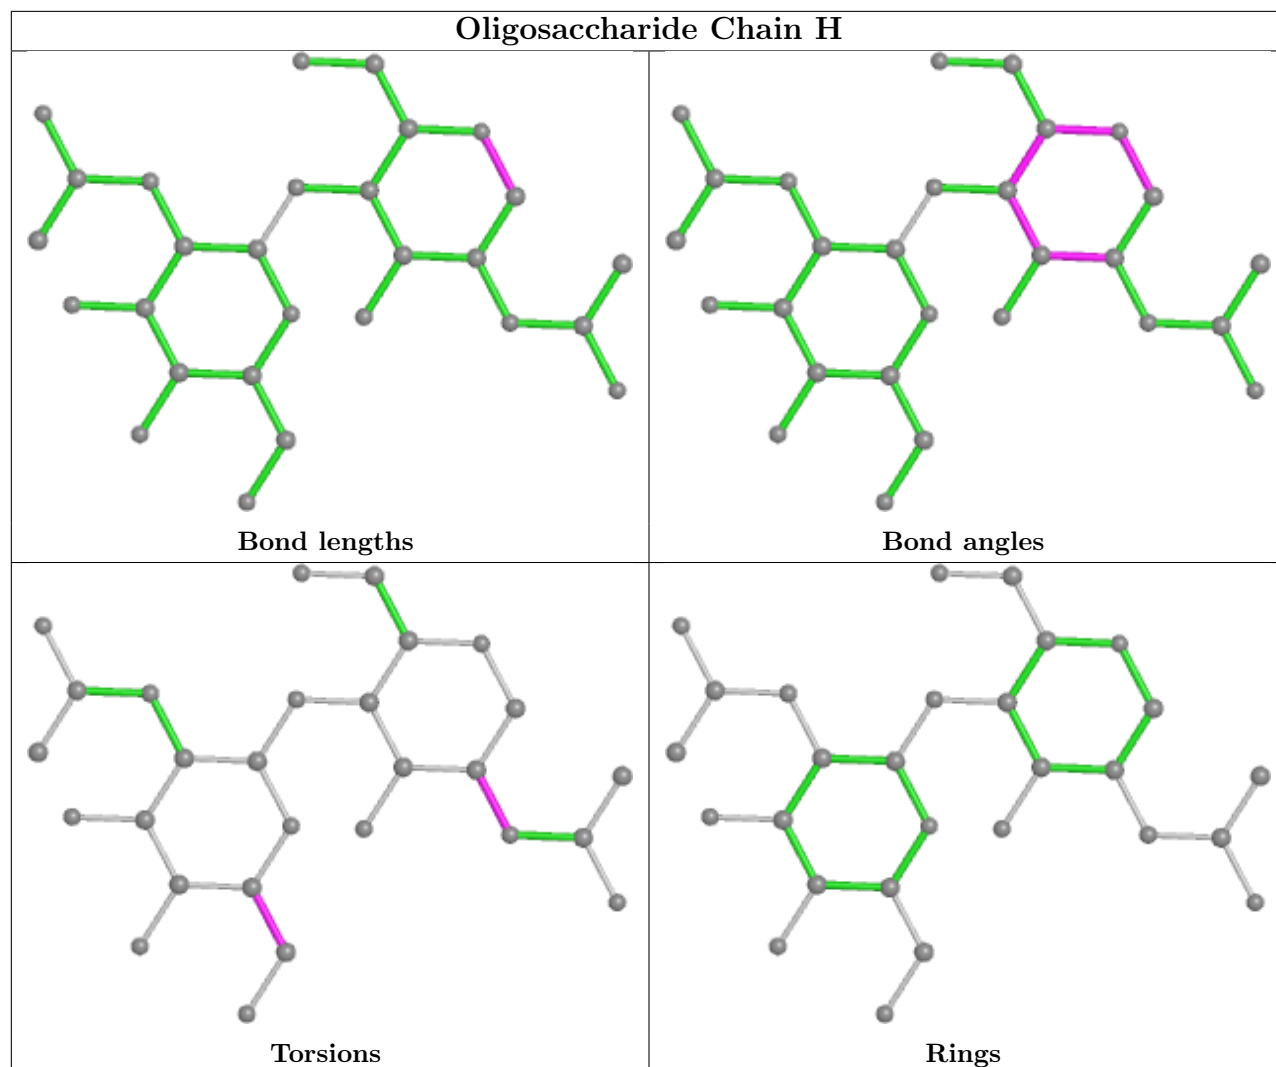 Oligosaccharide Chain H
Bond lengths
Bond angles
Torsions
Rings